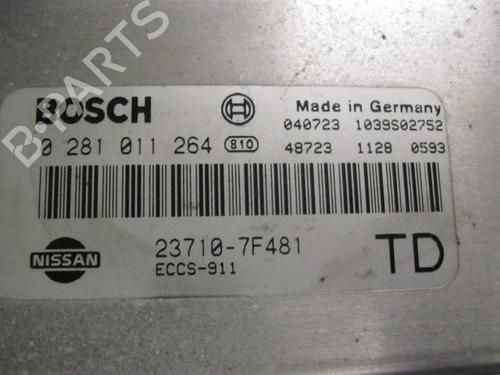 B-PARTS
BOSCH
Made in Germany
040723 1039S02752
0 281 011 264 810 48723 1128 0593
NISSAN
23710-7F481
ECCS-911
TD